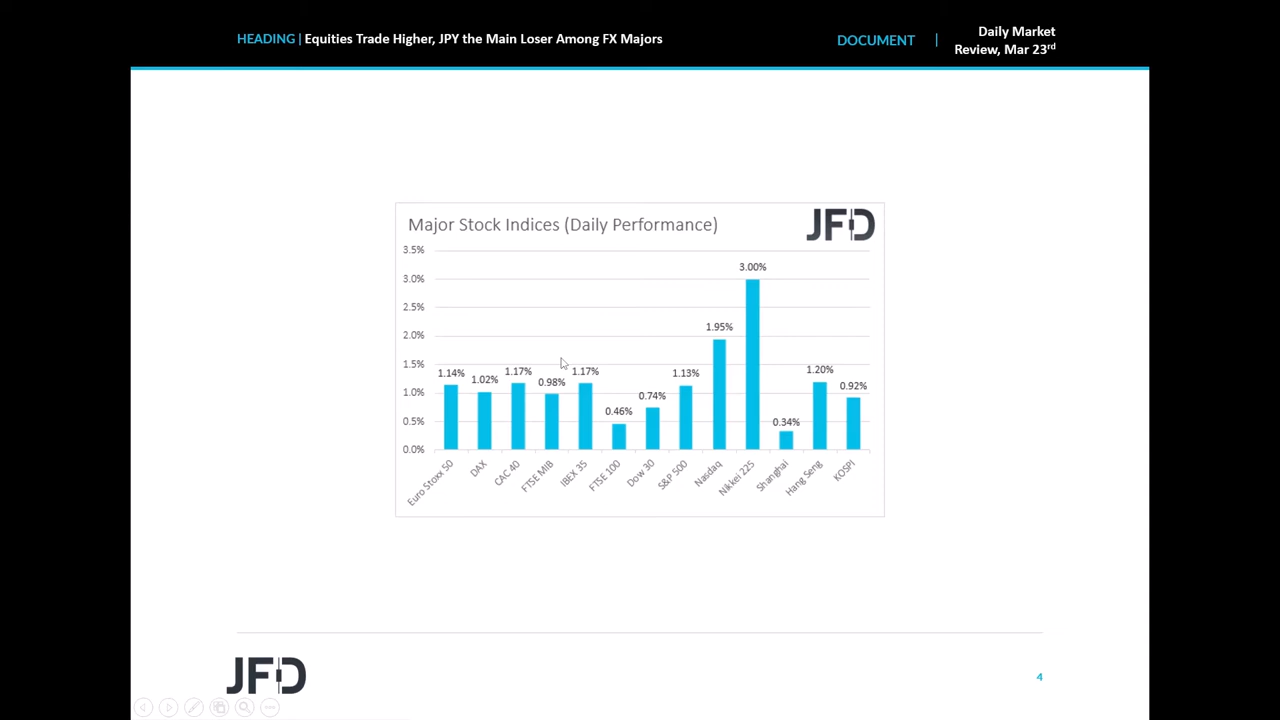 HEADING | Equities Trade Higher, JPY the Main Loser Among FX Majors
DOCUMENT |
Daily Market
Review, Mar 23rd
Major Stock Indices (Daily Performance)
JFD
3.5%
3.0%
2.5%
2.0%
1.5%
1.0%
0.5%
0.0%
1.14%
1.02%
1.17%
0.98%
1.17%
0.46%
0.74%
1.13%
1.95%
3.00%
0.34%
1.20%
0.92%
Euro Stoxx 50
DAX
CAC 40
FTSE MIB
IBEX 35
FTSE 100
Dow 30
S&P 500
Nasdaq
Nikkei 225
Shanghai
Hang Seng
KOSPI
JFD
4